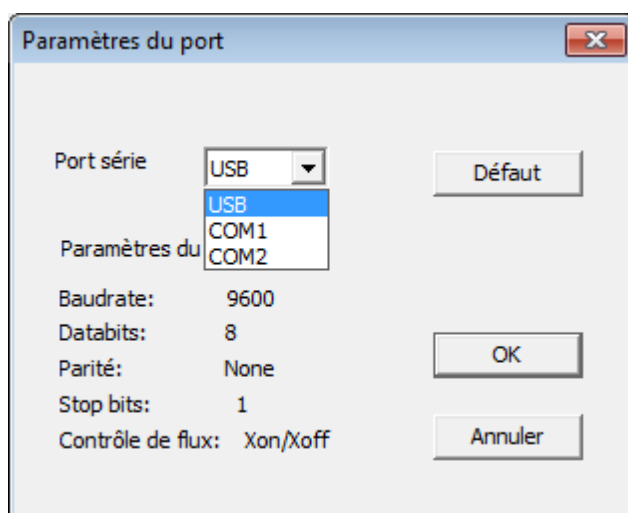 Paramètres du port
Port série USB Défaut
USB
COM1
Paramètres du COM2
Baudrate: 9600
Databits: 8
Parité: None OK
Stop bits: 1
Contrôle de flux: Xon/Xoff Annuler